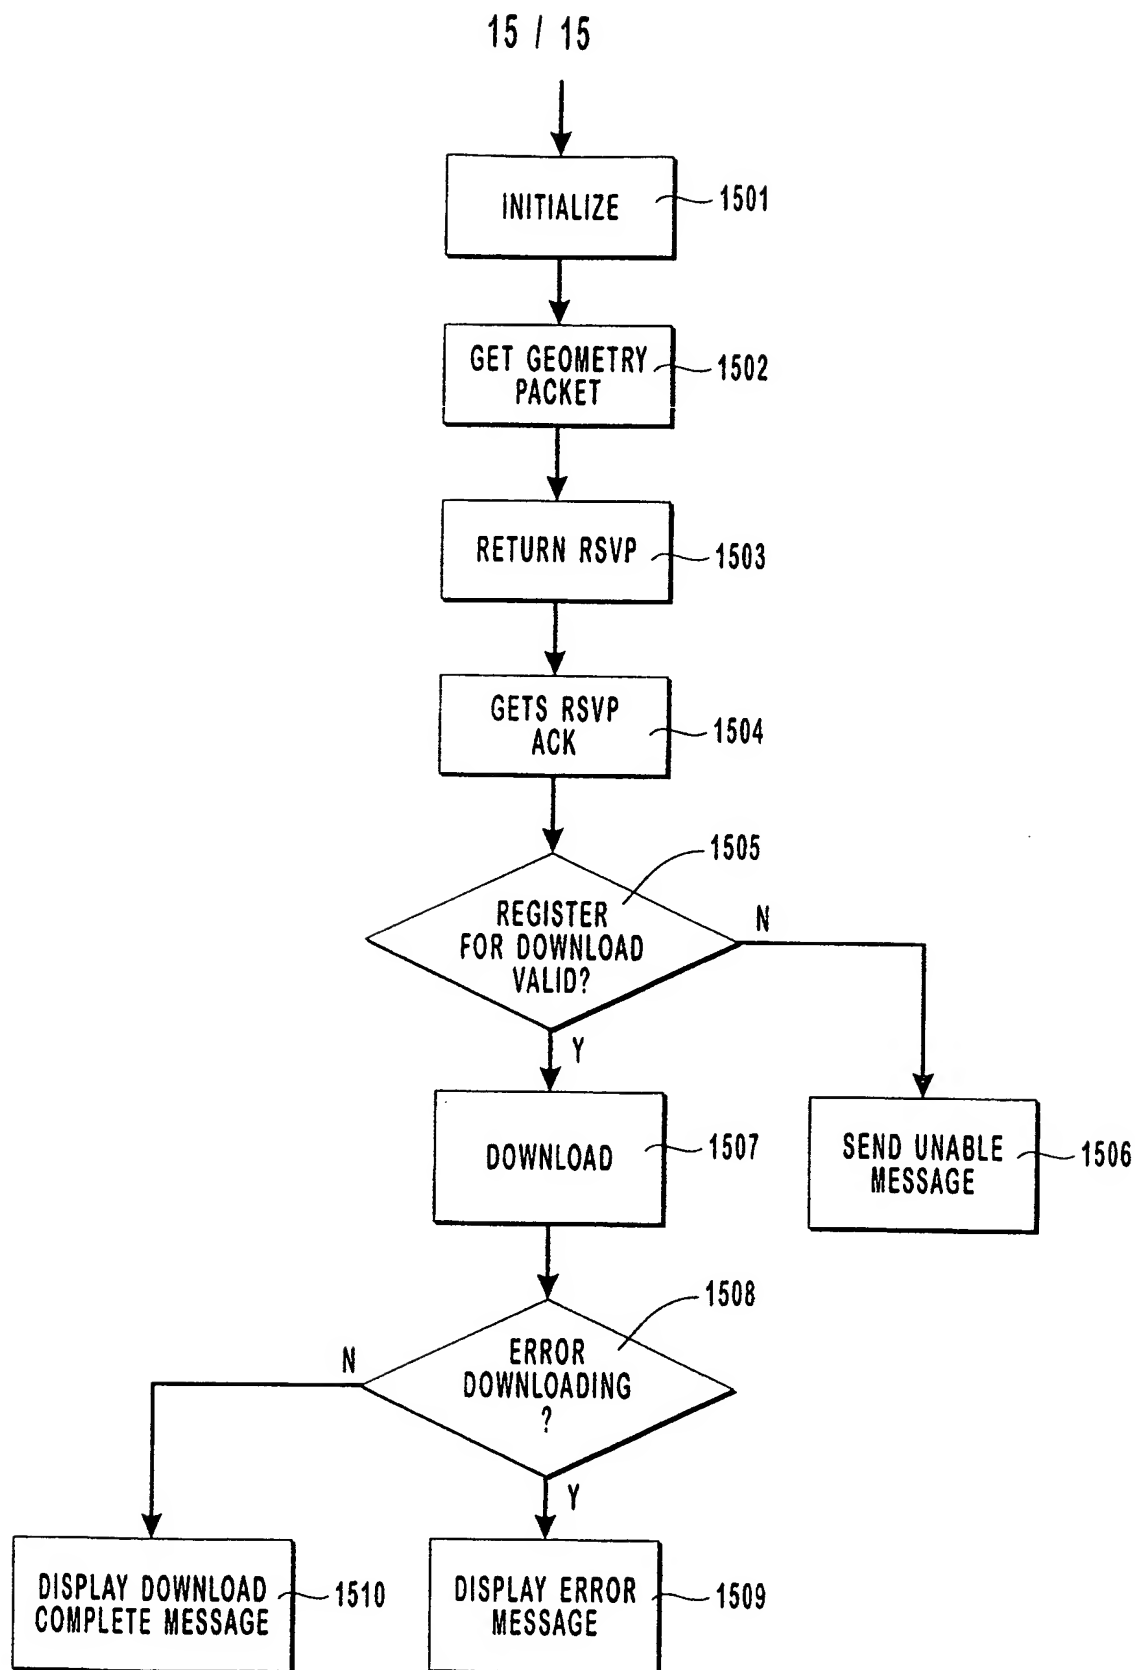 15 / 15
INITIALIZE
1501
GET GEOMETRY
PACKET
1502
RETURN RSVP
1503
GETS RSVP
ACK
1504
1505
REGISTER
FOR DOWNLOAD
VALID?
N
Y
DOWNLOAD
1507
SEND UNABLE
MESSAGE
1506
1508
ERROR
DOWNLOADING
?
N
Y
DISPLAY DOWNLOAD
COMPLETE MESSAGE
1510
DISPLAY ERROR
MESSAGE
1509